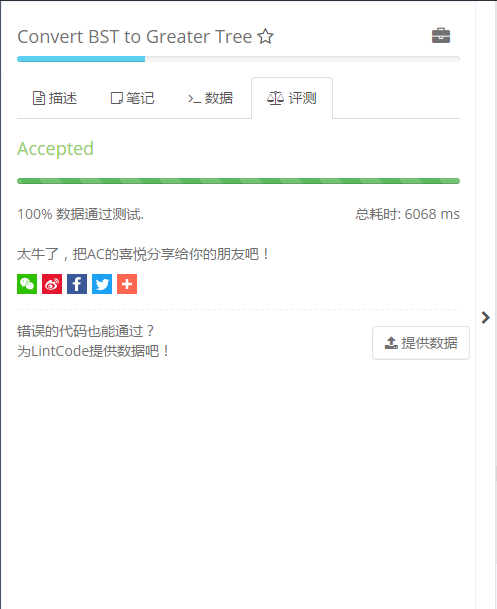 Convert BST to Greater Tree
描述 笔记 数据 评测
Accepted
100% 数据通过测试. 总耗时: 6068 ms
太牛了，把AC的喜悦分享给你的朋友吧！
错误的代码也能通过？
为LintCode提供数据吧！
提供数据